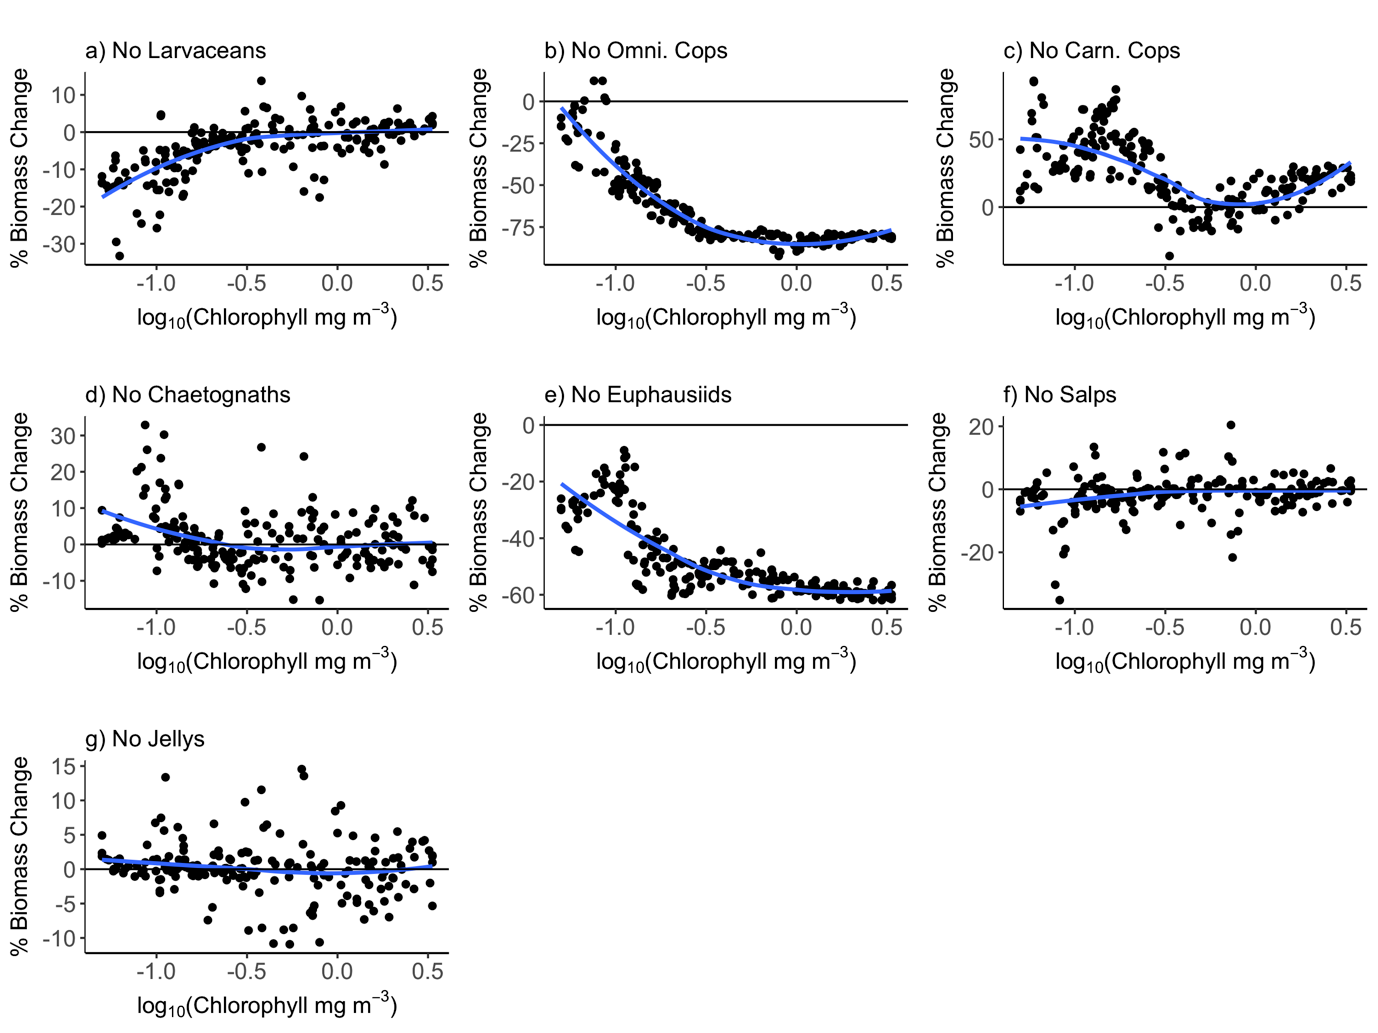 a) No Larvaceans
% Biomass Change
10
0
-10
-20
-30
-1.0 -0.5 0.0 0.5
log₁₀(Chlorophyll mg m⁻³)
b) No Omni. Cops
% Biomass Change
0
-25
-50
-75
-1.0 -0.5 0.0 0.5
log₁₀(Chlorophyll mg m⁻³)
c) No Carn. Cops
% Biomass Change
50
0
-1.0 -0.5 0.0 0.5
log₁₀(Chlorophyll mg m⁻³)
d) No Chaetognaths
% Biomass Change
30
20
10
0
-10
-1.0 -0.5 0.0 0.5
log₁₀(Chlorophyll mg m⁻³)
e) No Euphausiids
% Biomass Change
0
-20
-40
-60
-1.0 -0.5 0.0 0.5
log₁₀(Chlorophyll mg m⁻³)
f) No Salps
% Biomass Change
20
0
-20
-1.0 -0.5 0.0 0.5
log₁₀(Chlorophyll mg m⁻³)
g) No Jellys
% Biomass Change
15
10
5
0
-5
-10
-1.0 -0.5 0.0 0.5
log₁₀(Chlorophyll mg m⁻³)